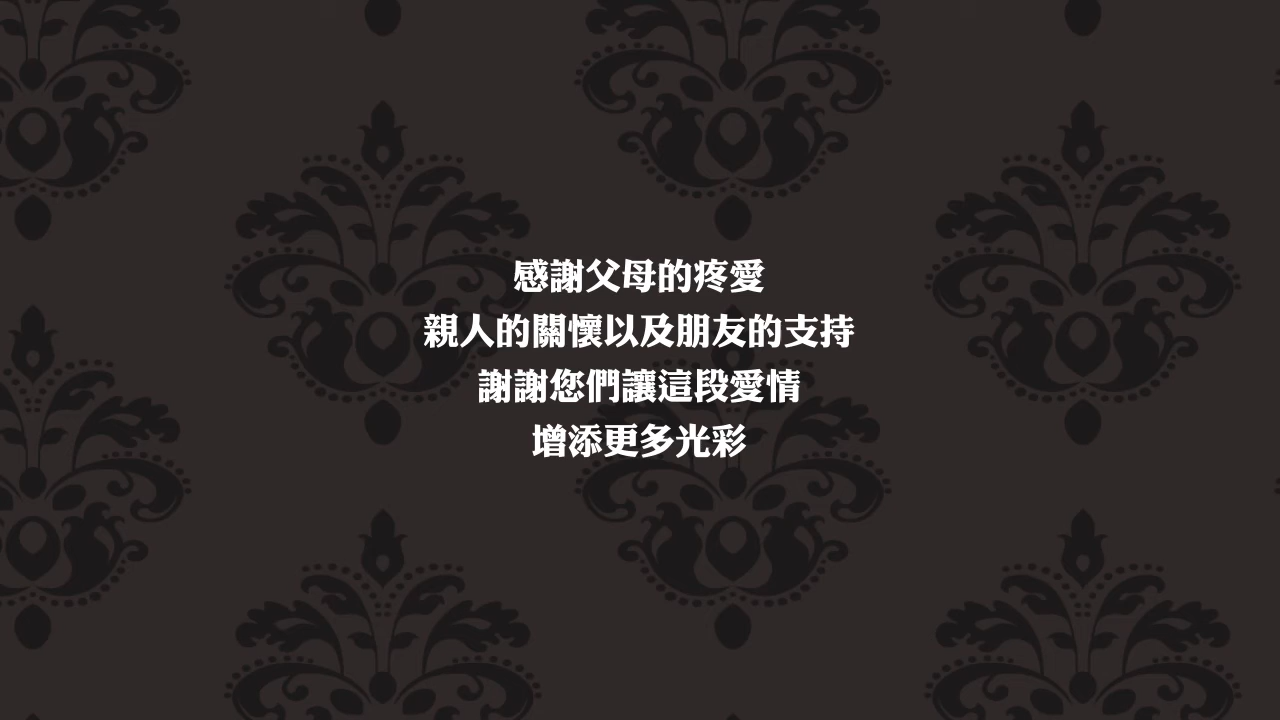 感謝父母的疼愛
親人的關懷以及朋友的支持
謝謝您們讓這段愛情
增添更多光彩